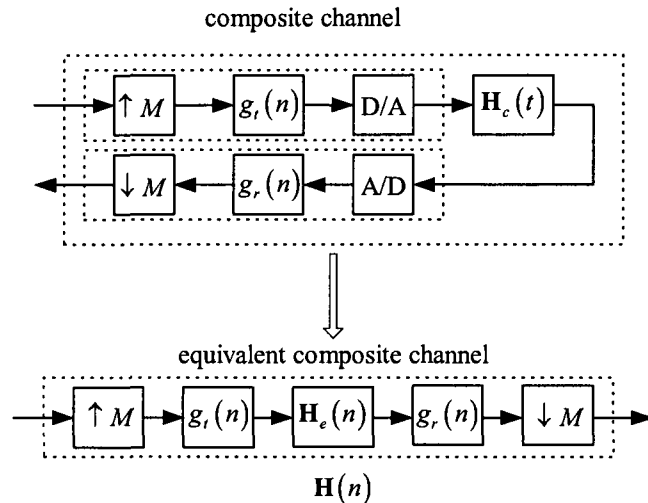 composite channel
↑ M g_t(n) D/A H_c(t)
↓ M g_r(n) A/D
equivalent composite channel
↑ M g_t(n) H_e(n) g_r(n) ↓ M
H(n)